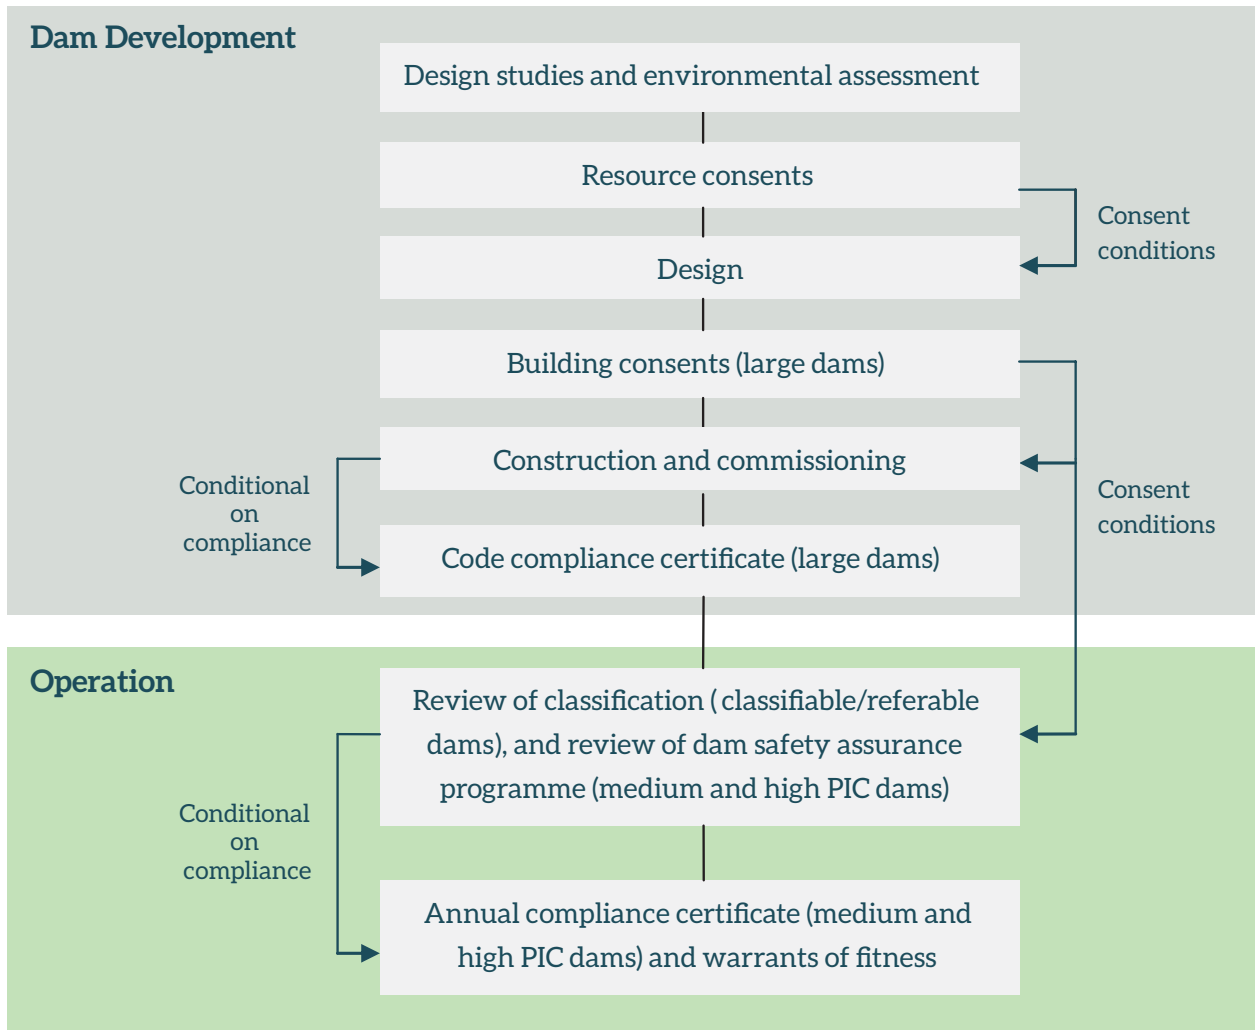 Dam Development
Design studies and environmental assessment
Resource consents
Consent
conditions
Design
Building consents (large dams)
Construction and commissioning
Conditional
on
compliance
Consent
conditions
Code compliance certificate (large dams)
Operation
Review of classification ( classifiable/referable
dams), and review of dam safety assurance
programme (medium and high PIC dams)
Conditional
on
compliance
Annual compliance certificate (medium and
high PIC dams) and warrants of fitness